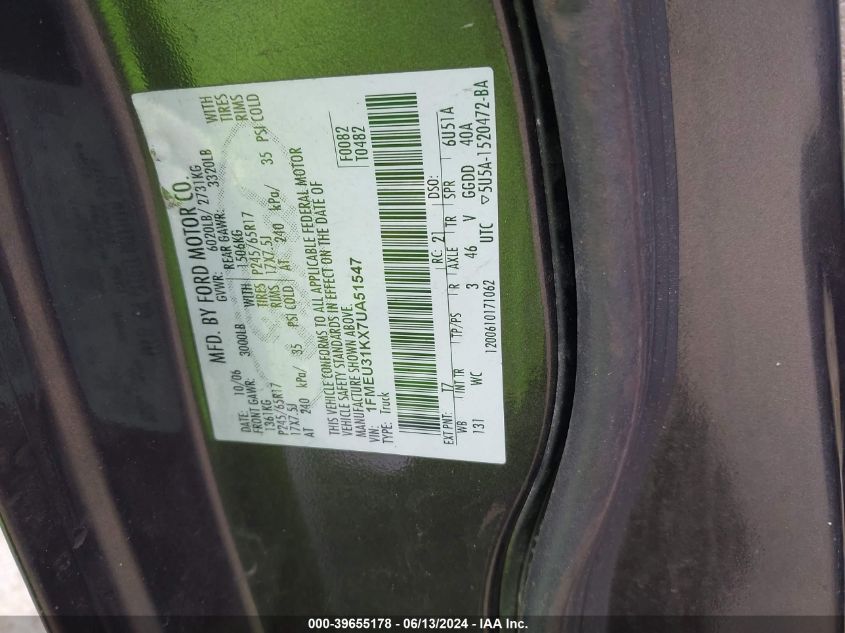 MFD. BY FORD MOTOR CO.
DATE: 10/06 GVWR: 6020LB/ 2731KG
FRONT GAWR: 3000LB REAR GAWR: 3320LB
1361KG WITH 1506KG WITH
P245/65R17 TIRES P245/65R17 TIRES
17X7.5J RIMS 17X7.5J RIMS
AT 240 kPa/ 35 PSI COLD AT 240 kPa/ 35 PSI COLD
THIS VEHICLE CONFORMS TO ALL APPLICABLE FEDERAL MOTOR
VEHICLE SAFETY STANDARDS IN EFFECT ON THE DATE OF
MANUFACTURE SHOWN ABOVE.
VIN: 1FMEU31KX7UA51547 F0082
TYPE: Truck T0482
EXT PNT: T7 RC: 21 DSO:
WB INT TR TP/PS R AXLE TR SPR 6U51A
131 WC 3 46 V GGDD 40A
1200610171062 UTC ▽5U5A-1520472-BA
000-39655178 - 06/13/2024 - IAA Inc.